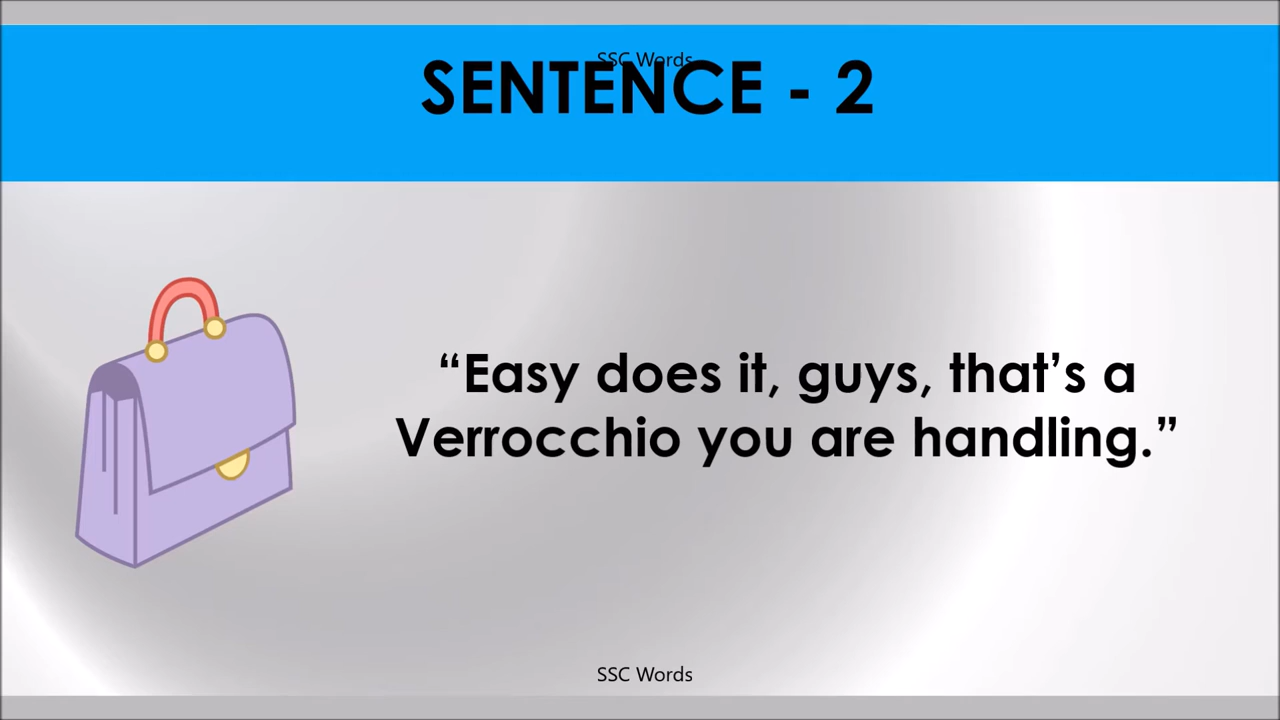 SSC Words
SENTENCE - 2
“Easy does it, guys, that’s a
Verrocchio you are handling.”
SSC Words